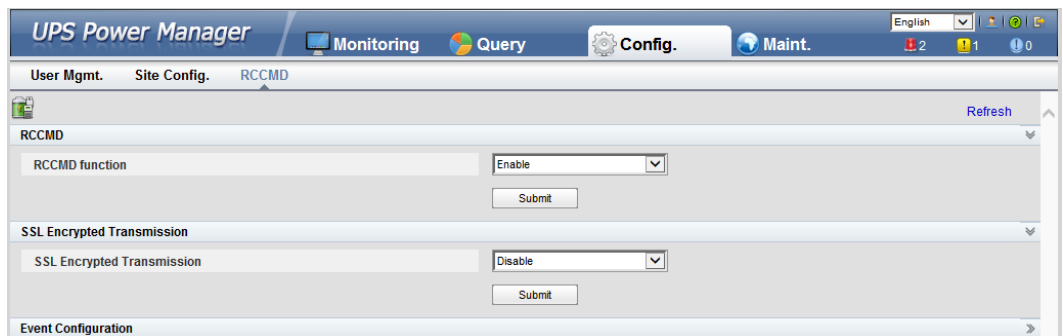 UPS Power Manager
Monitoring
Query
Config.
Maint.
English
2
1
0
User Mgmt.
Site Config.
RCCMD
Refresh
RCCMD
RCCMD function
Enable
Submit
SSL Encrypted Transmission
SSL Encrypted Transmission
Disable
Submit
Event Configuration